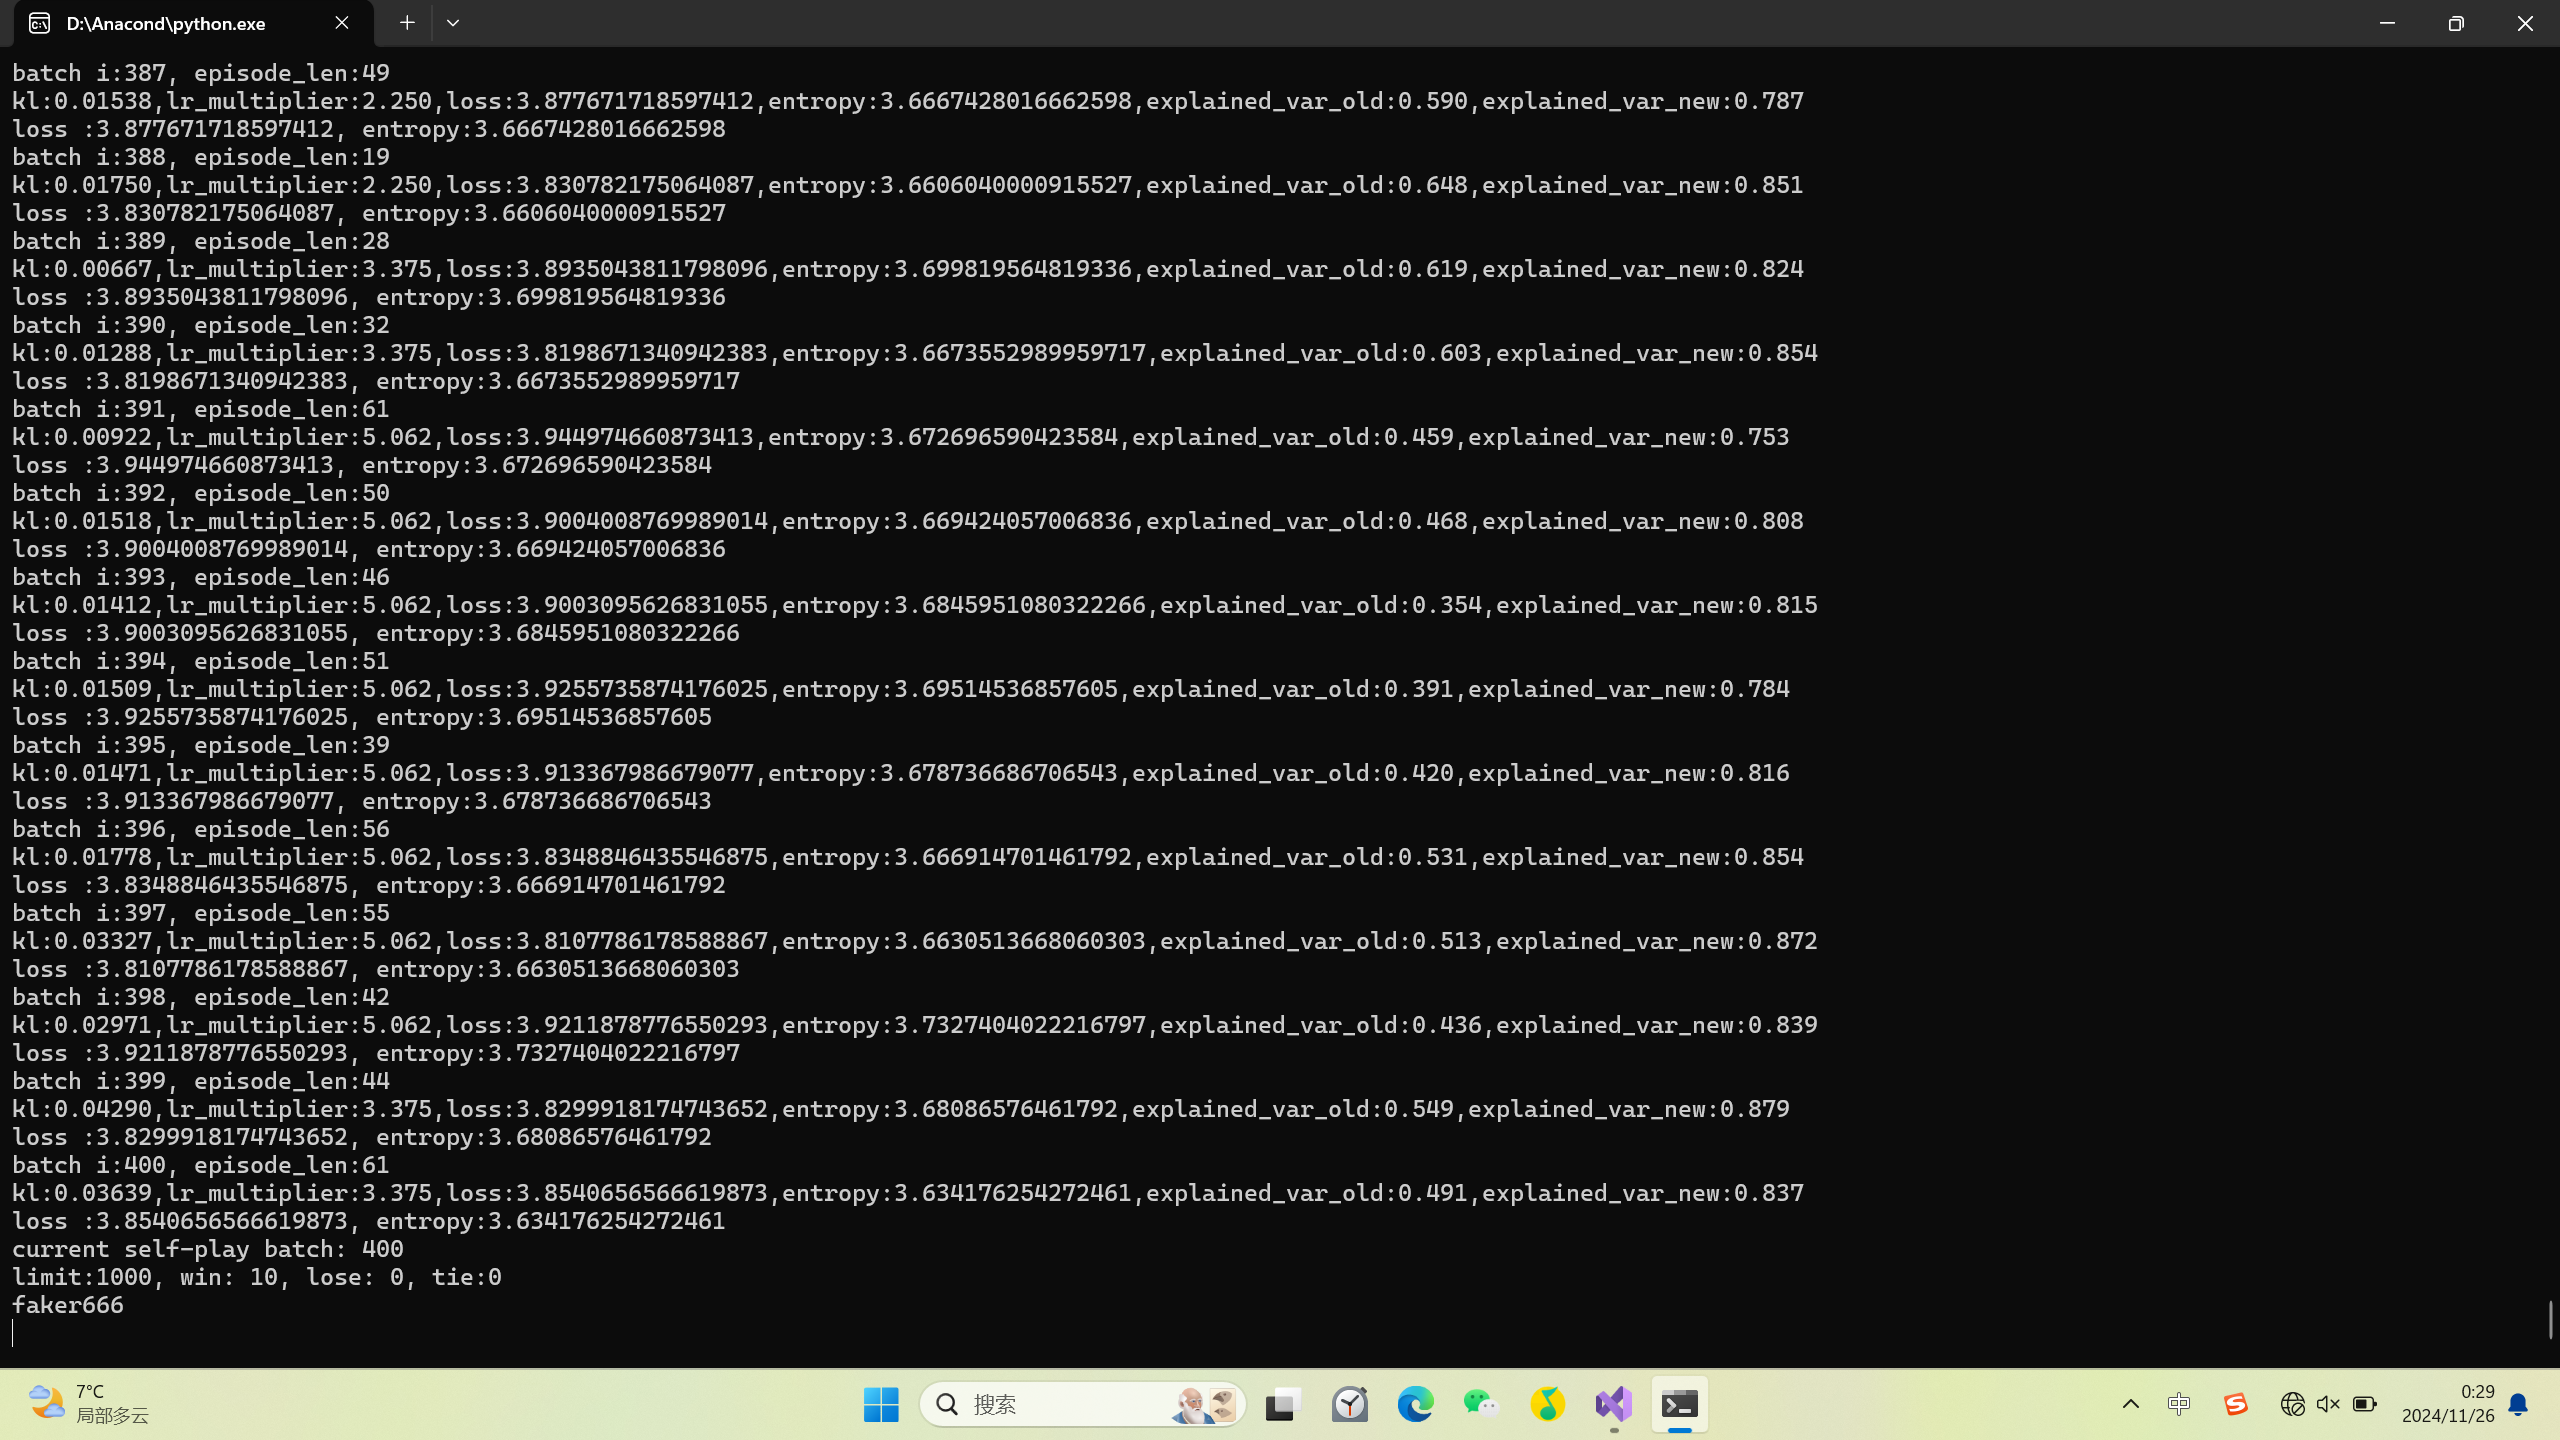 D:\Anacond\python.exe
batch i:387, episode_len:49
kl:0.01538,lr_multiplier:2.250,loss:3.877671718597412,entropy:3.6667428016662598,explained_var_old:0.590,explained_var_new:0.787
loss :3.877671718597412, entropy:3.6667428016662598
batch i:388, episode_len:19
kl:0.01750,lr_multiplier:2.250,loss:3.830782175064087,entropy:3.6606040000915527,explained_var_old:0.648,explained_var_new:0.851
loss :3.830782175064087, entropy:3.6606040000915527
batch i:389, episode_len:28
kl:0.00667,lr_multiplier:3.375,loss:3.8935043811798096,entropy:3.699819564819336,explained_var_old:0.619,explained_var_new:0.824
loss :3.8935043811798096, entropy:3.699819564819336
batch i:390, episode_len:32
kl:0.01288,lr_multiplier:3.375,loss:3.8198671340942383,entropy:3.6673552989959717,explained_var_old:0.603,explained_var_new:0.854
loss :3.8198671340942383, entropy:3.6673552989959717
batch i:391, episode_len:61
kl:0.00922,lr_multiplier:5.062,loss:3.944974660873413,entropy:3.672696590423584,explained_var_old:0.459,explained_var_new:0.753
loss :3.944974660873413, entropy:3.672696590423584
batch i:392, episode_len:50
kl:0.01518,lr_multiplier:5.062,loss:3.9004008769989014,entropy:3.669424057006836,explained_var_old:0.468,explained_var_new:0.808
loss :3.9004008769989014, entropy:3.669424057006836
batch i:393, episode_len:46
kl:0.01412,lr_multiplier:5.062,loss:3.9003095626831055,entropy:3.6845951080322266,explained_var_old:0.354,explained_var_new:0.815
loss :3.9003095626831055, entropy:3.6845951080322266
batch i:394, episode_len:51
kl:0.01509,lr_multiplier:5.062,loss:3.9255735874176025,entropy:3.69514536857605,explained_var_old:0.391,explained_var_new:0.784
loss :3.9255735874176025, entropy:3.69514536857605
batch i:395, episode_len:39
kl:0.01471,lr_multiplier:5.062,loss:3.913367986679077,entropy:3.678736686706543,explained_var_old:0.420,explained_var_new:0.816
loss :3.913367986679077, entropy:3.678736686706543
batch i:396, episode_len:56
kl:0.01778,lr_multiplier:5.062,loss:3.8348846435546875,entropy:3.666914701461792,explained_var_old:0.531,explained_var_new:0.854
loss :3.8348846435546875, entropy:3.666914701461792
batch i:397, episode_len:55
kl:0.03327,lr_multiplier:5.062,loss:3.8107786178588867,entropy:3.6630513668060303,explained_var_old:0.513,explained_var_new:0.872
loss :3.8107786178588867, entropy:3.6630513668060303
batch i:398, episode_len:42
kl:0.02971,lr_multiplier:5.062,loss:3.9211878776550293,entropy:3.7327404022216797,explained_var_old:0.436,explained_var_new:0.839
loss :3.9211878776550293, entropy:3.7327404022216797
batch i:399, episode_len:44
kl:0.04290,lr_multiplier:3.375,loss:3.8299918174743652,entropy:3.68086576461792,explained_var_old:0.549,explained_var_new:0.879
loss :3.8299918174743652, entropy:3.68086576461792
batch i:400, episode_len:61
kl:0.03639,lr_multiplier:3.375,loss:3.8540656566619873,entropy:3.634176254272461,explained_var_old:0.491,explained_var_new:0.837
loss :3.8540656566619873, entropy:3.634176254272461
current self-play batch: 400
limit:1000, win: 10, lose: 0, tie:0
faker666
7°C
局部多云
搜索
中
0:29
2024/11/26